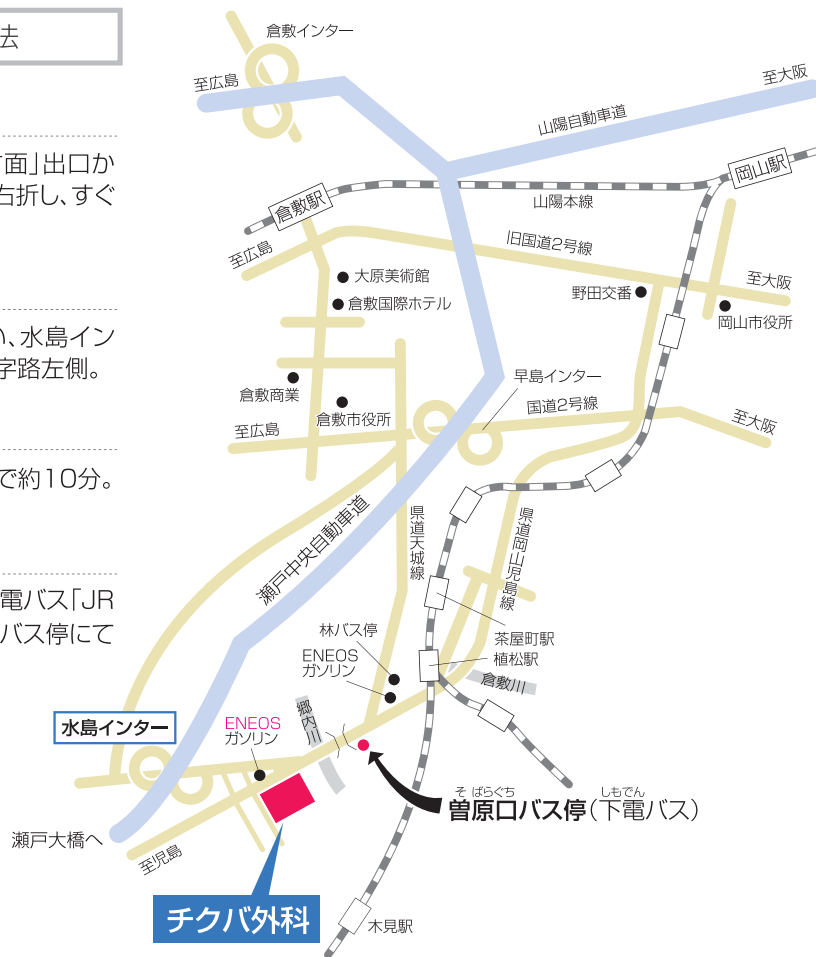 法
面」出口か
右折し、すぐ
い、水島イン
字路左側。
で約10分。
電バス「JR
バス停にて
倉敷インター
至広島
至大阪
山陽自動車道
岡山駅
倉敷駅
山陽本線
至広島
旧国道2号線
大原美術館
至大阪
野田交番
倉敷国際ホテル
岡山市役所
早島インター
倉敷商業
国道2号線
倉敷市役所
至広島
至大阪
瀬戸中央自動車道
県道天城線
県道岡山児島線
林バス停
茶屋町駅
ENEOS
ガソリン
植松駅
倉敷川
水島インター
ENEOS
ガソリン
郷内川
そばらぐち
しもでん
曽原口バス停(下電バス)
瀬戸大橋へ
至児島
チクバ外科
木見駅